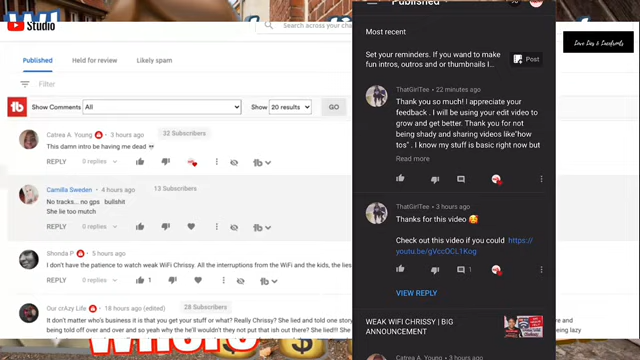 Studio
Search across your cha
Published
Held for review
Likely spam
Filter
Show Comments
All
Show
20 results
GO
Catrea A. Young
3 hours ago
32 Subscribers
This damn intro be having me dead
REPLY
0 replies
Camilla Sweden
4 hours ago
13 Subscribers
No tracks... no gps bullshit
She lie too mutch
REPLY
0 replies
Shonda P
5 hours ago
I don't have the patience to watch weak WiFi Chrissy. All the interruptions from the WiFi and the kids, the lies
REPLY
0 replies
1
Our crAzy Life
18 hours ago (edited)
28 Subscribers
It don't matter who's business it is that you get your stuff or what? Really Chrissy? She lied and told one story
being told off over and over and so yeah why the he'll wouldn't they not put that ish out there? She lied!! She
re and
being lazy
Published
Most recent
Set your reminders. If you wand to make
fun intros, outros and or thumbnails I...
Post
ThatGirlTee • 22 minutes ago
Thank you so much! I appreciate your
feedback . I will be using your edit video to
grow and get better. Thank you for not
being shady and sharing videos like"how
tos" . I know my stuff is basic right now but
Read more
ThatGirlTee • 3 hours ago
Thanks for this video 🥰
Check out this video if you could https://
youtu.be/gVccOCL1Kog
1
VIEW REPLY
WEAK WIFI CHRISSY | BIG
ANNOUNCEMENT
Catrea A. Young • 3 hours ago